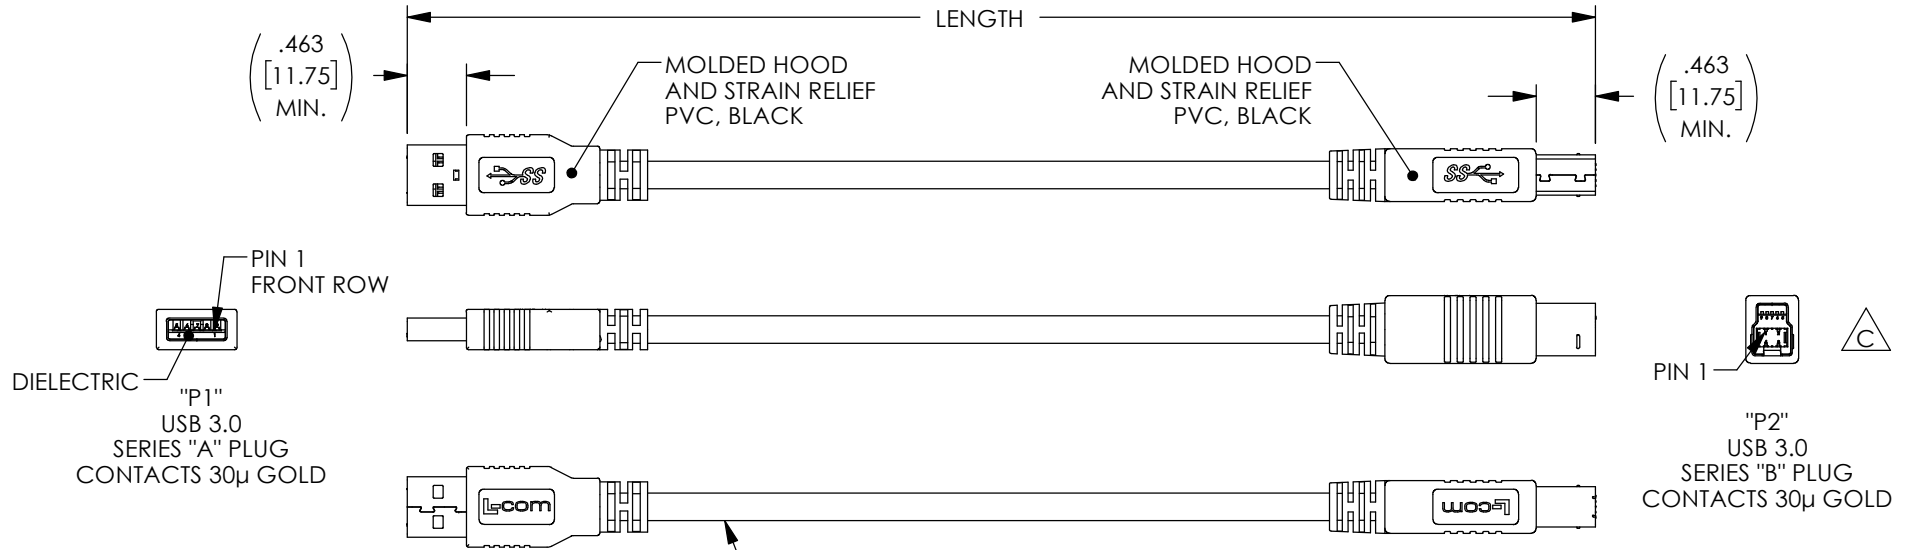 LENGTH
.463
[11.75]
MIN.
MOLDED HOOD
AND STRAIN RELIEF
PVC, BLACK
MOLDED HOOD
AND STRAIN RELIEF
PVC, BLACK
.463
[11.75]
MIN.
SS
SS
PIN 1
FRONT ROW
DIELECTRIC
"P1"
USB 3.0
SERIES "A" PLUG
CONTACTS 30µ GOLD
PIN 1
C
"P2"
USB 3.0
SERIES "B" PLUG
CONTACTS 30µ GOLD
L-com
L-com